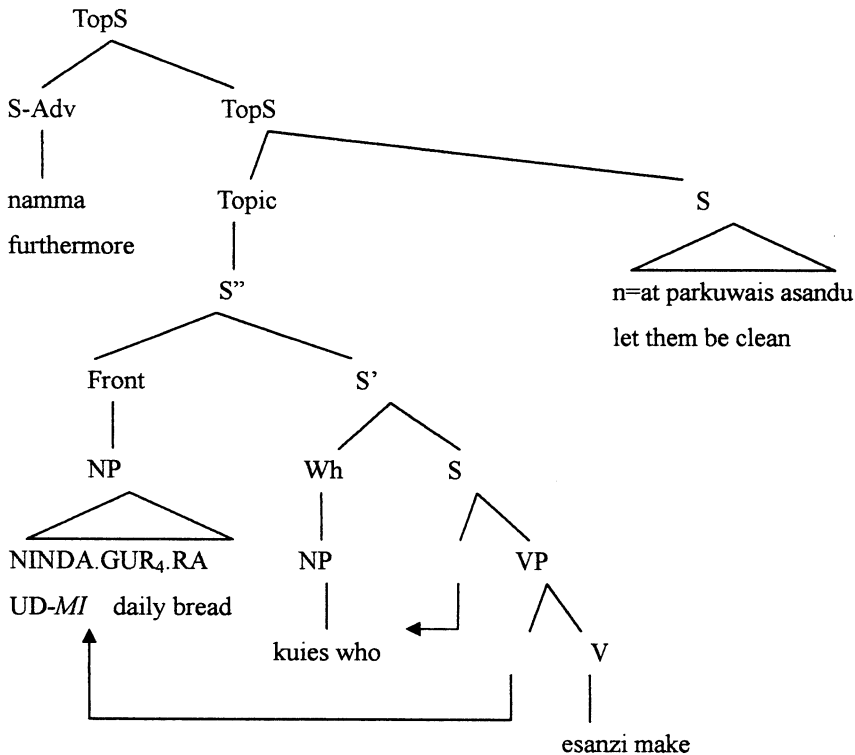 TopS
S-Adv TopS
namma Topic S
furthermore
S” n=at parkuwais asandu
let them be clean
Front S’
NP Wh S
NINDA.GUR₄.RA NP VP
UD-MI daily bread
kuies who V
esanzi make